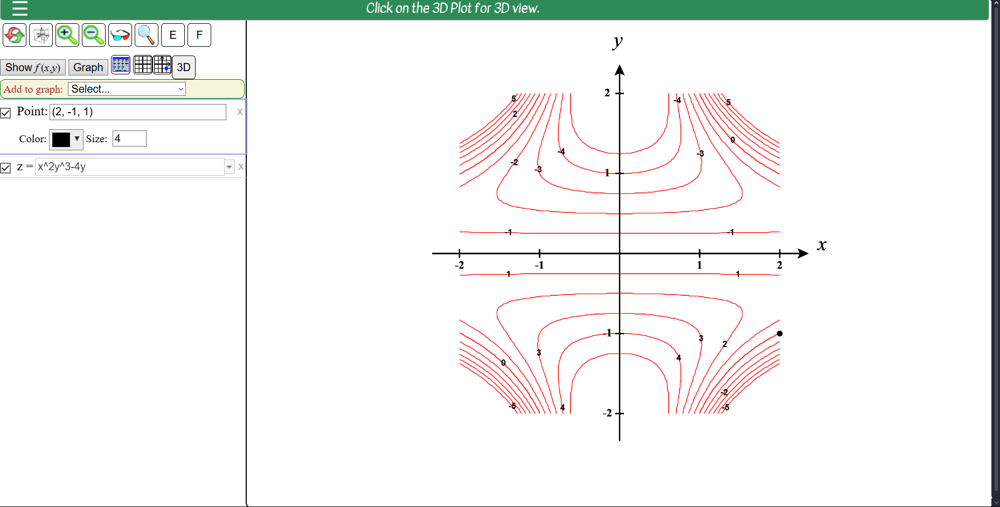 Click on the 3D Plot for 3D view.
E F
Show f (x,y) Graph 3D
Add to graph: Select...
Point: (2, -1, 1) x
Color: ▼ Size: 4
z = x^2y^3-4y x
y
2
5 -4 5
2
0
-4 -3
-2 -3
1
-1 -1
x
-2 -1 1 2
1 1
-1
3 2
3 4
0
-2
-5 4 -5
-2